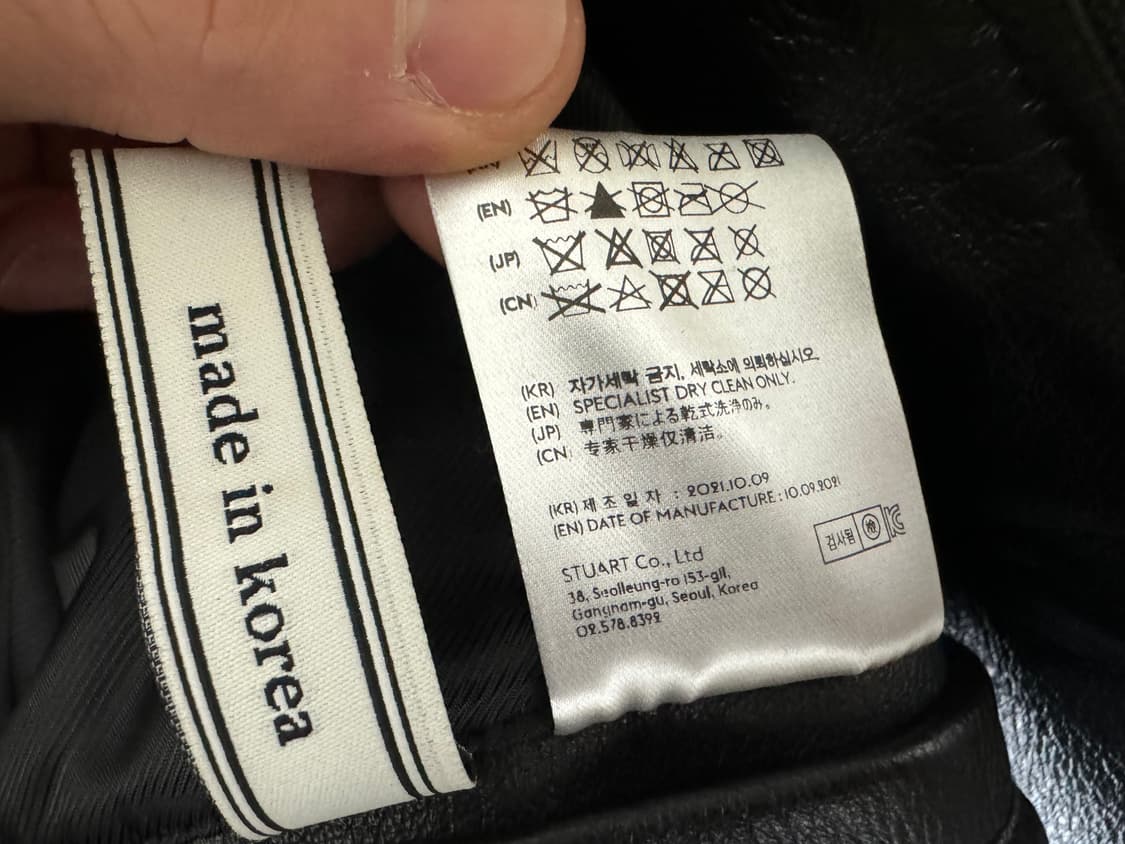 made in korea
(EN)
(JP)
(CN)
(KR) 자가세탁 금지, 세탁소에 의뢰하십시오
(EN) SPECIALIST DRY CLEAN ONLY.
(JP) 専門家による乾式洗浄のみ。
(CN) 专家干燥仅清洁。
(KR) 제 조 일 자 : 2021.10.09
(EN) DATE OF MANUFACTURE : 10.09.2021
검사필 檢 KC
STUART Co., Ltd
38, Seolleung-ro 153-gil,
Gangnam-gu, Seoul, Korea
02.578.8392